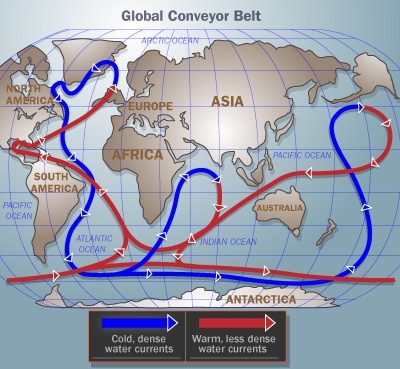 Global Conveyor Belt
ARCTIC OCEAN
NORTH
AMERICA
EUROPE
ASIA
AFRICA
PACIFIC OCEAN
SOUTH
AMERICA
PACIFIC
OCEAN
AUSTRALIA
ATLANTIC
OCEAN
INDIAN OCEAN
ANTARCTICA
Cold, dense
water currents
Warm, less dense
water currents